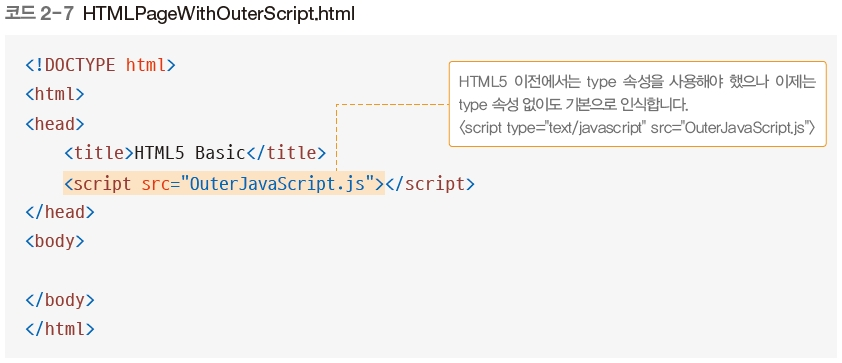 코드 2-7 HTMLPageWithOuterScript.html
<!DOCTYPE html>
<html>
<head>
<title>HTML5 Basic</title>
<script src="OuterJavaScript.js"></script>
</head>
<body>
</body>
</html>
HTML5 이전에서는 type 속성을 사용해야 했으나 이제는
type 속성 없이도 기본으로 인식합니다.
<script type="text/javascript" src="OuterJavaScript.js">